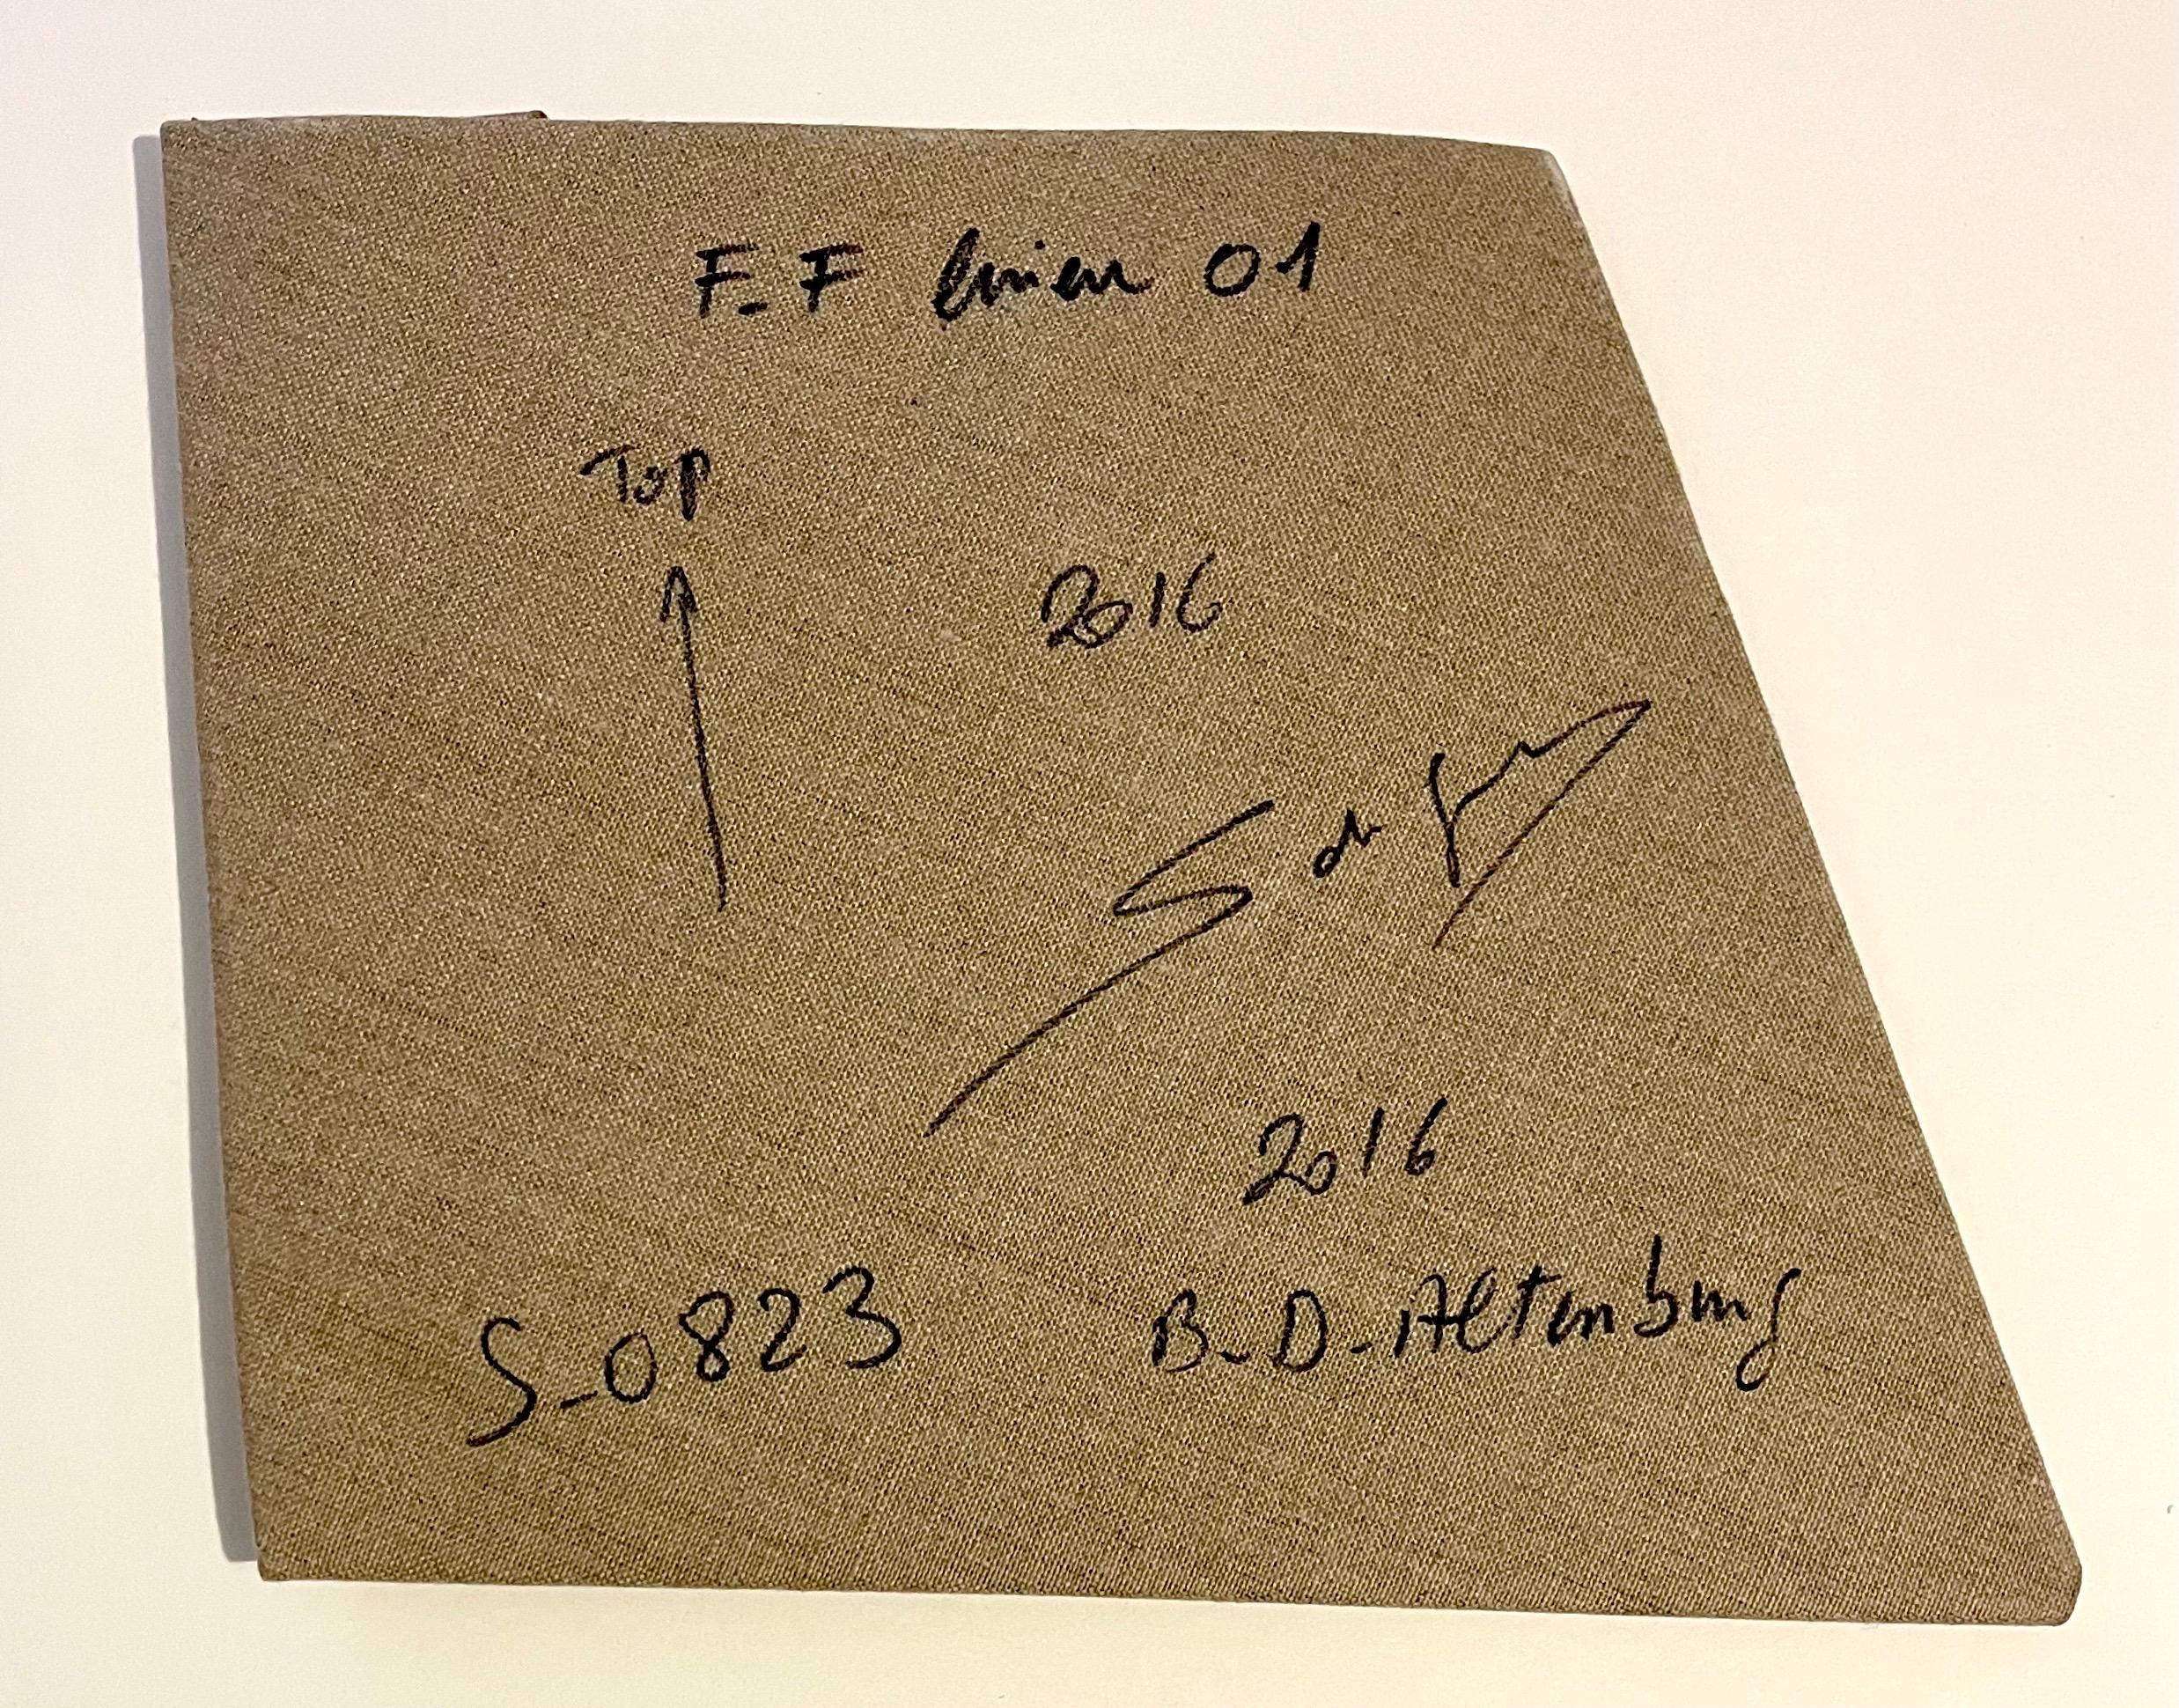 F-F linien 01
Top
2016
2016
S-0823
B-D-Altenburg